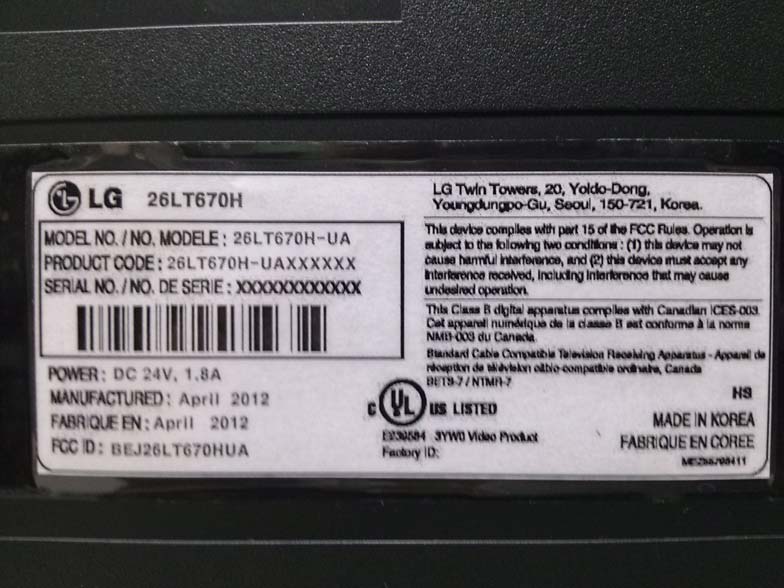 LG 26LT670H
MODEL NO. / NO. MODELE : 26LT670H-UA
PRODUCT CODE : 26LT670H-UAXXXXXX
SERIAL NO. / NO. DE SERIE : XXXXXXXXXXXX
POWER: DC 24V, 1.8A
MANUFACTURED : April 2012
FABRIQUE EN : April 2012
FCC ID : BEJ26LT670HUA
LG Twin Towers, 20, Yoido-Dong,
Youngdungpo-Gu, Seoul, 150-721, Korea.
This device complies with part 15 of the FCC Rules. Operation is
subject to the following two conditions : (1) this device may not
cause harmful interference, and (2) this device must accept any
interference received, including interference that may cause
undesired operation.
This Class B digital apparatus complies with Canadian ICES-003.
Cet appareil numérique de la classe B est conforme à la norme
NMB-003 du Canada
Standard Cable Compatible Television Receiving Apparatus - Appareil de
réception de télévision câblo-compatible ordinaire, Canada
BETS-7 / NTMR-7
C UL US LISTED
3YW0 Video Product
Factory ID:
HS
MADE IN KOREA
FABRIQUE EN COREE